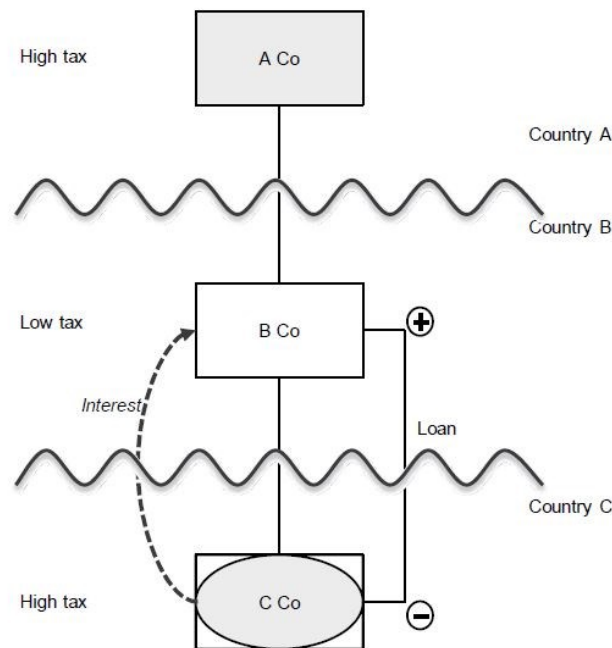 High tax
A Co
Country A
Country B
Low tax
B Co
+
Interest
Loan
Country C
High tax
C Co
−